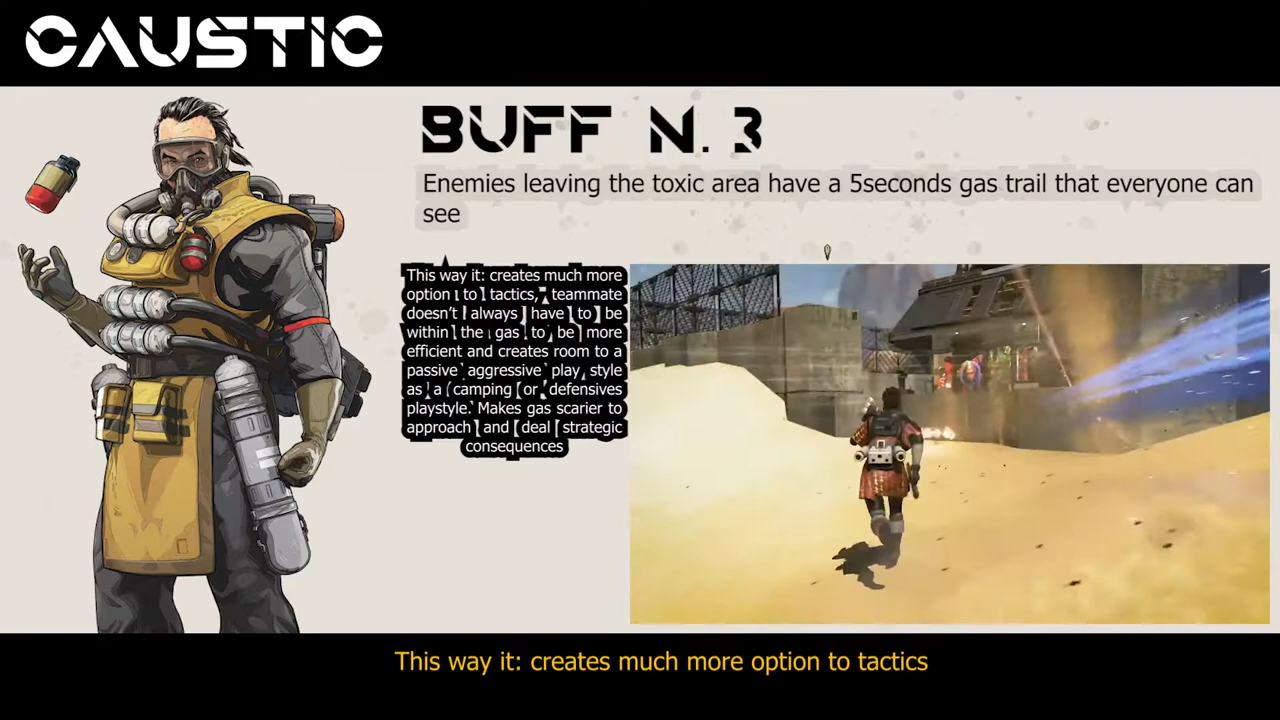 CAUSTIC
BUFF N. 3
Enemies leaving the toxic area have a 5seconds gas trail that everyone can
see
This way it: creates much more
option to tactics, teammate
doesn't always have to be
within the gas to be more
efficient and creates room to a
passive aggressive play style
as a camping or defensives
playstyle. Makes gas scarier to
approach and deal strategic
consequences
This way it: creates much more option to tactics